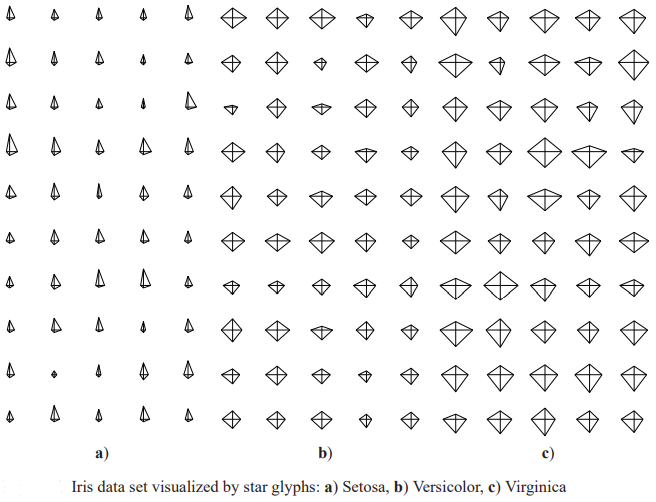 a) b) c)
Iris data set visualized by star glyphs: a) Setosa, b) Versicolor, c) Virginica